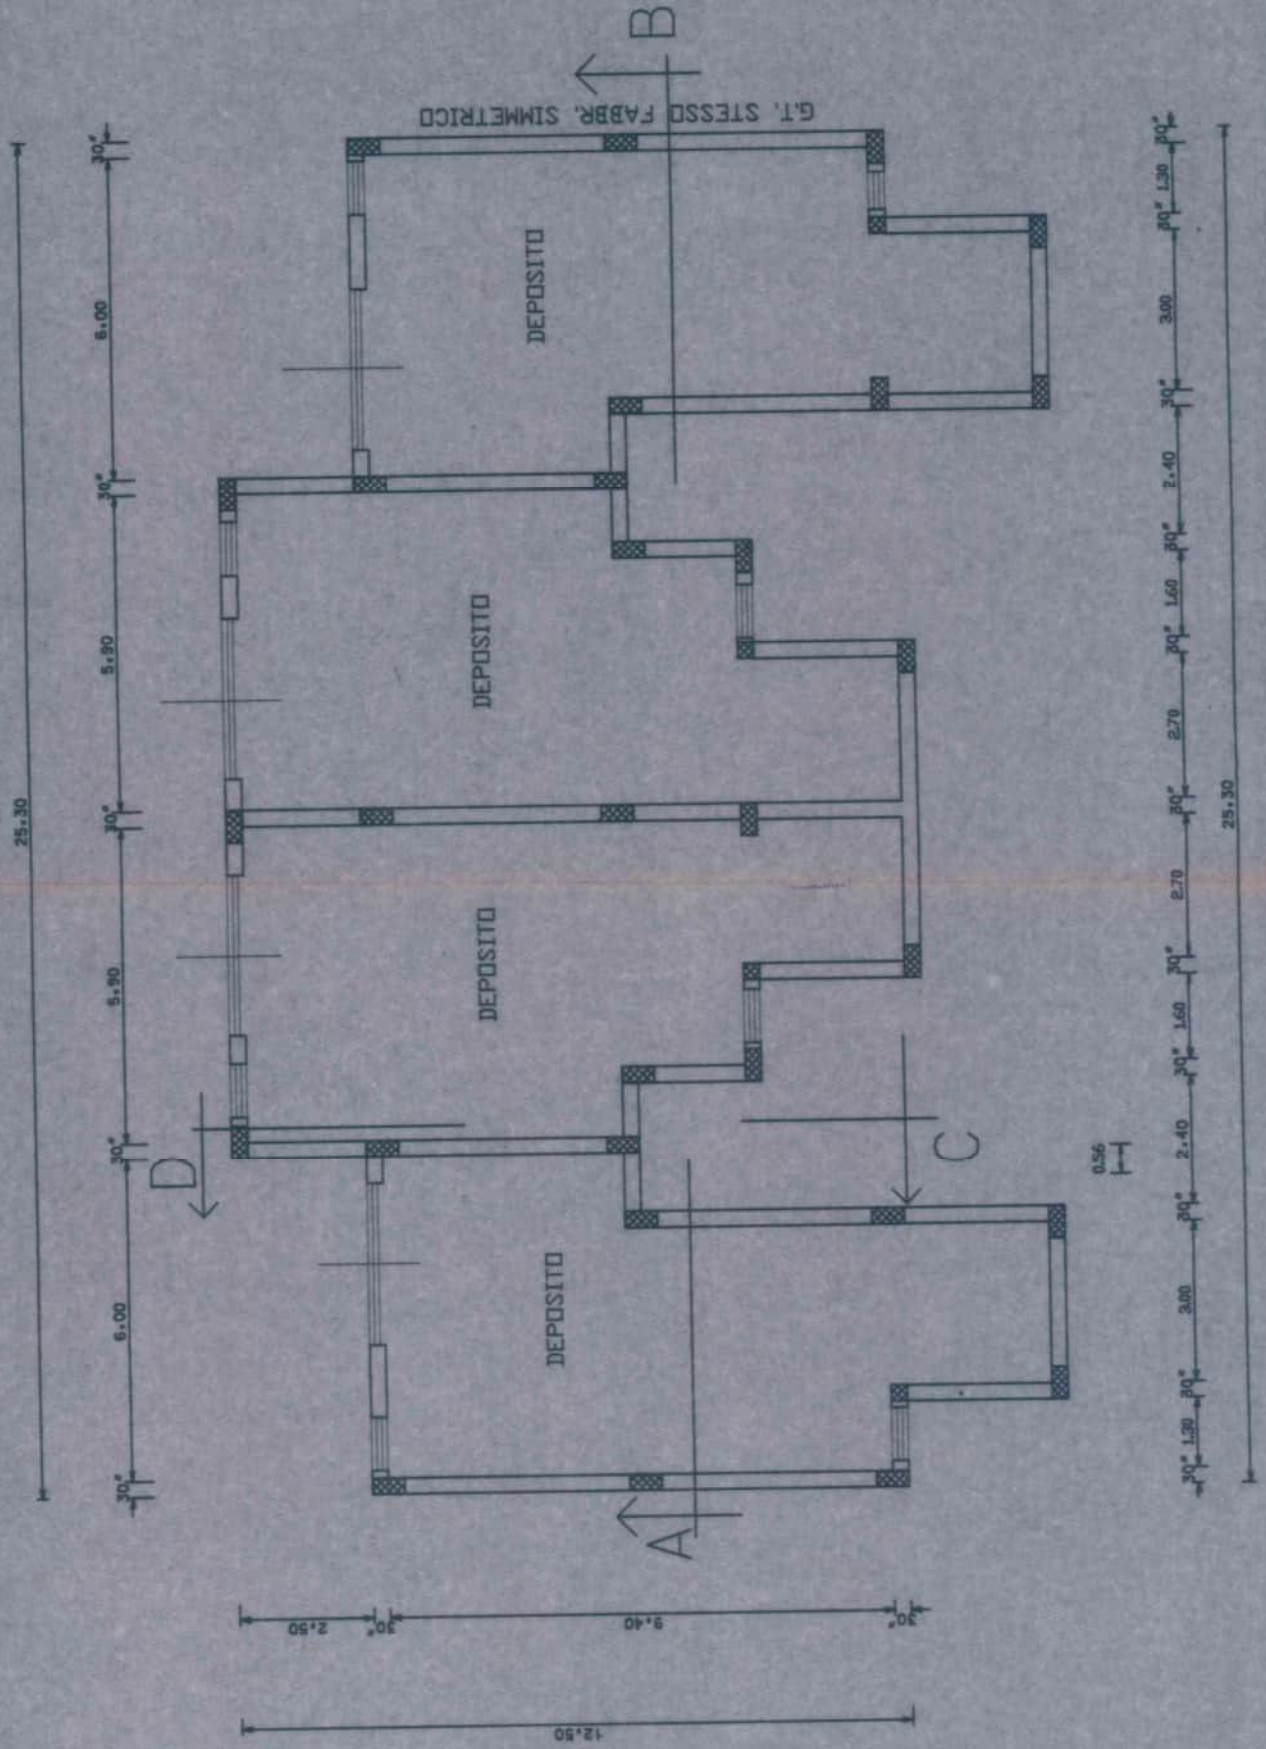 25.30
30" 6.00 30" 5.90 30" 5.90 30" 6.00 30"
D
B
G.T. STESSO FABBR. SIMMETRICO
DEPOSITO
DEPOSITO
DEPOSITO
DEPOSITO
A
C
2.50
30"
9.40
30"
12.50
0.56
30" 1.30 30" 3.00 30" 2.40 30" 1.60 30" 2.70 30" 2.70 30" 1.60 30" 2.40 30" 3.00 30" 1.30 30"
25.30